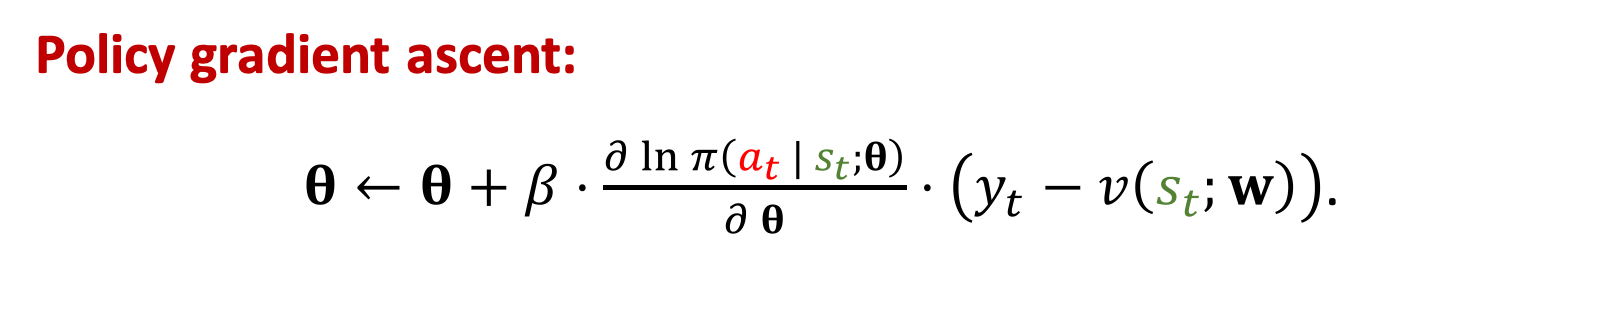 Policy gradient ascent:
𝛉 ← 𝛉 + β · ∂ ln π(a_t | s_t;𝛉) / ∂ 𝛉 · (y_t − v(s_t; 𝐰)).